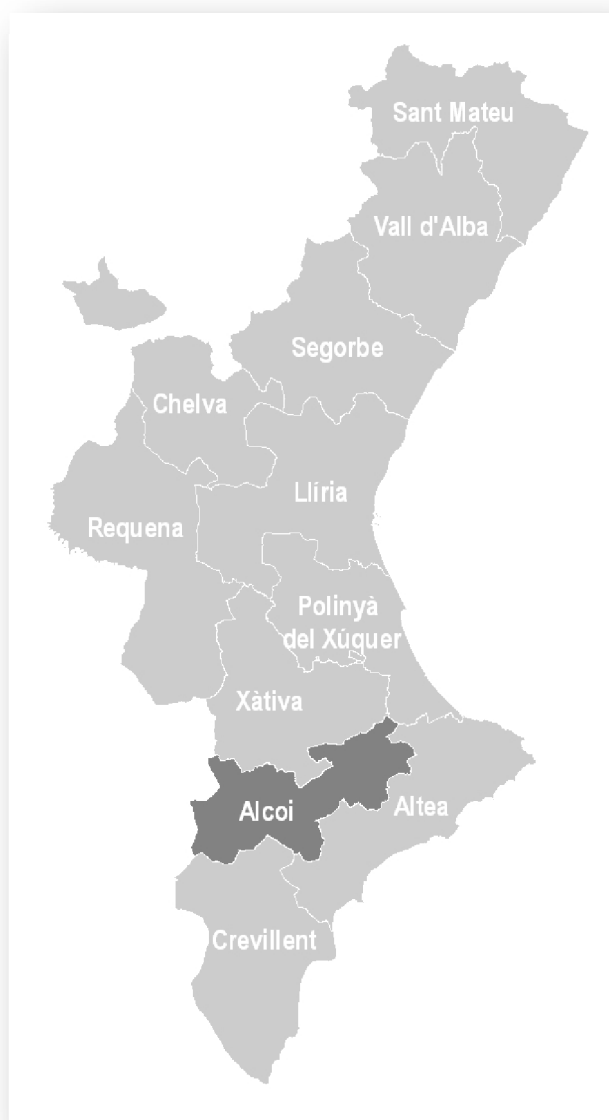 Sant Mateu
Vall d'Alba
Segorbe
Chelva
Llíria
Requena
Polinyà
del Xúquer
Xàtiva
Alcoi
Altea
Crevillent